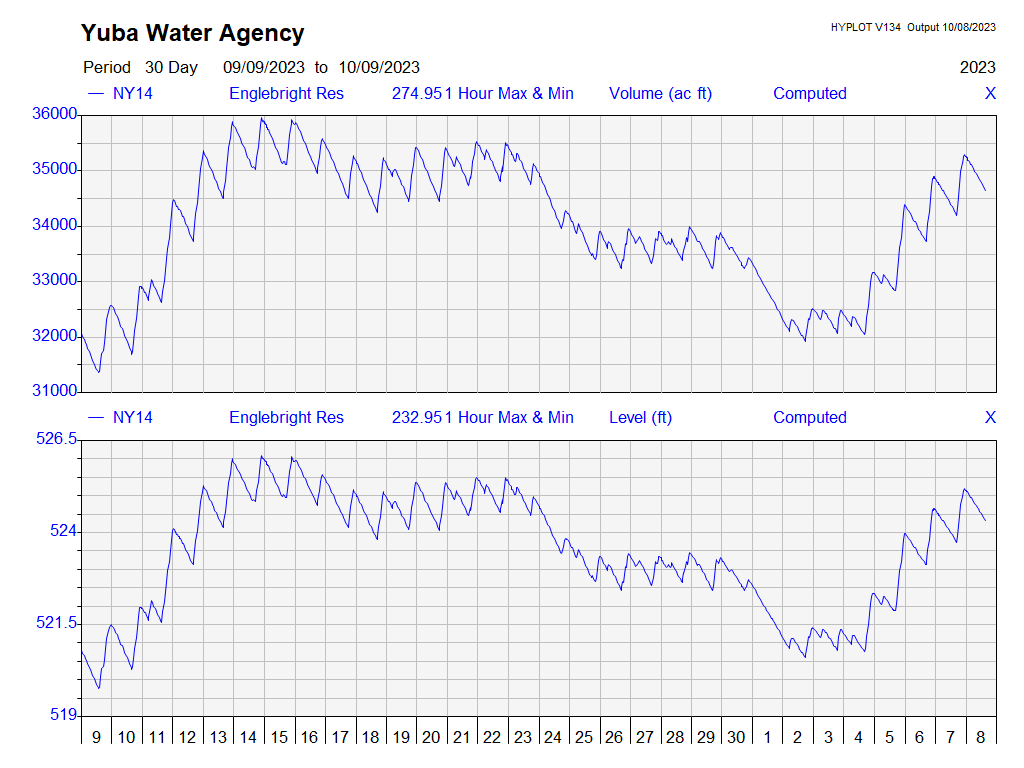 Yuba Water Agency
HYPLOT V134 Output 10/08/2023
Period 30 Day 09/09/2023 to 10/09/2023
2023
NY14 Englebright Res 274.951 Hour Max & Min Volume (ac ft) Computed X
36000
35000
34000
33000
32000
31000
NY14 Englebright Res 232.951 Hour Max & Min Level (ft) Computed X
526.5
524
521.5
519
9 10 11 12 13 14 15 16 17 18 19 20 21 22 23 24 25 26 27 28 29 30 1 2 3 4 5 6 7 8